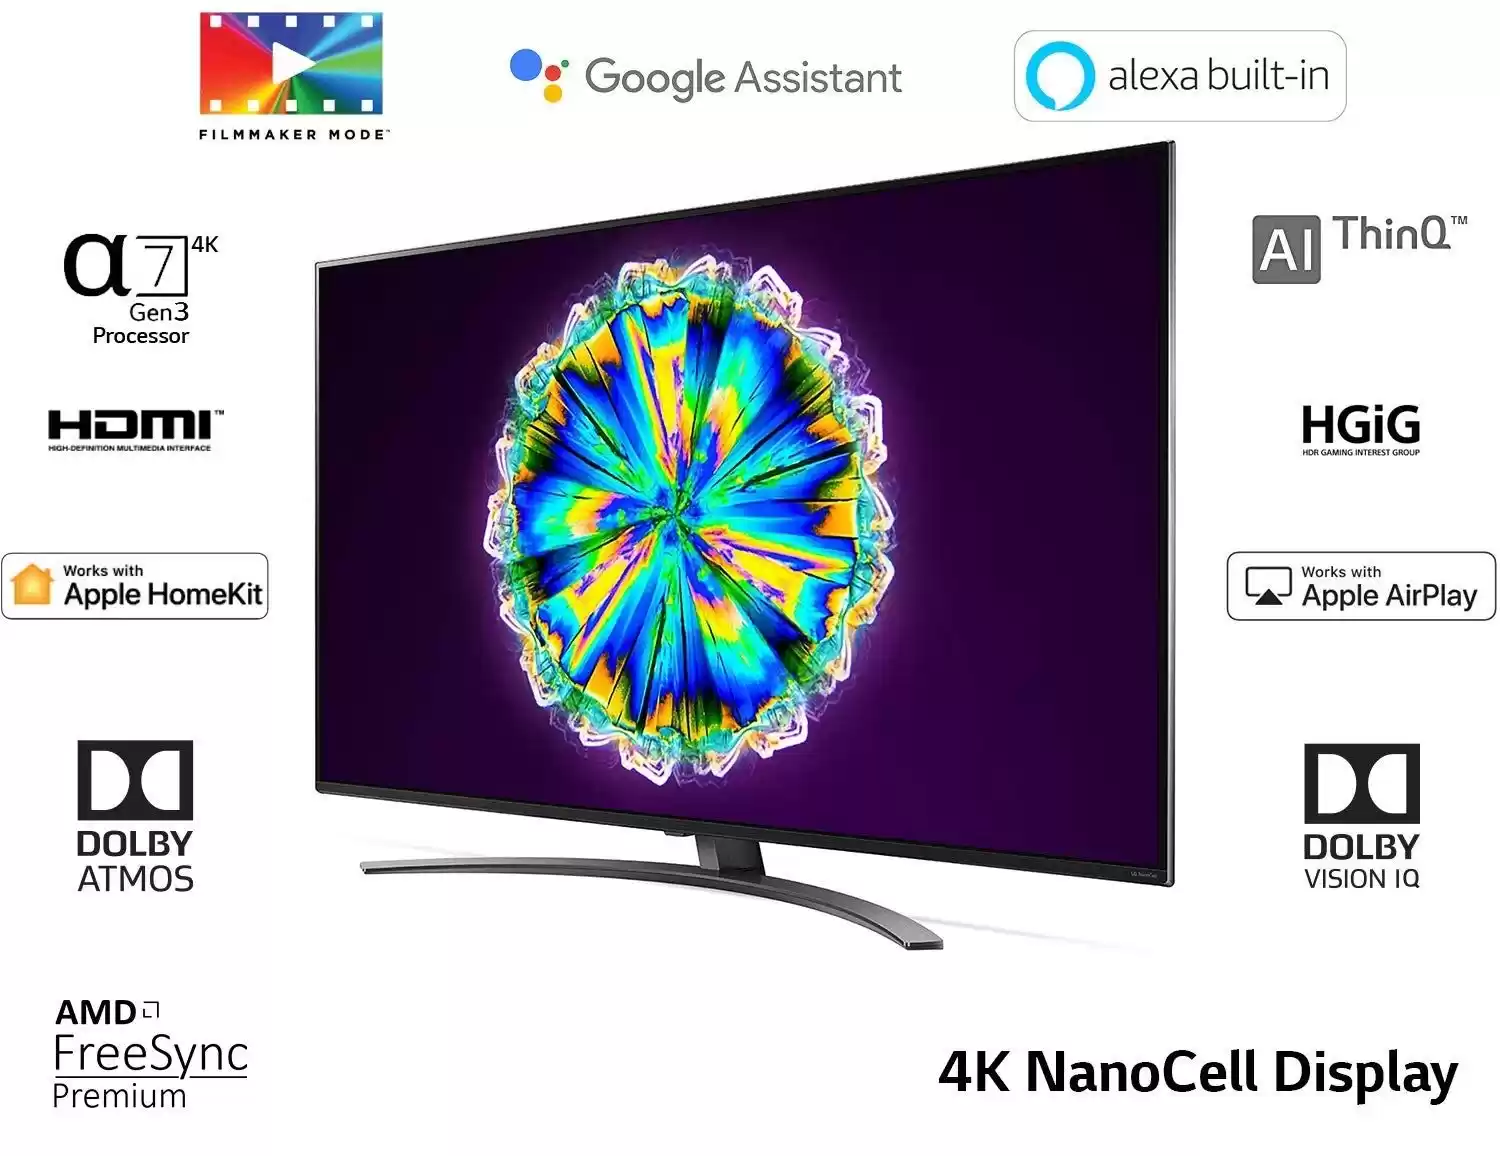 FILMMAKER MODE™
Google Assistant
alexa built-in
α7 4K
Gen3
Processor
AI ThinQ™
HDMI™
HIGH-DEFINITION MULTIMEDIA INTERFACE
HGiG
HDR GAMING INTEREST GROUP
Works with
Apple HomeKit
Works with
Apple AirPlay
DOLBY
ATMOS
DOLBY
VISION IQ
LG NanoCell
AMD
FreeSync
Premium
4K NanoCell Display